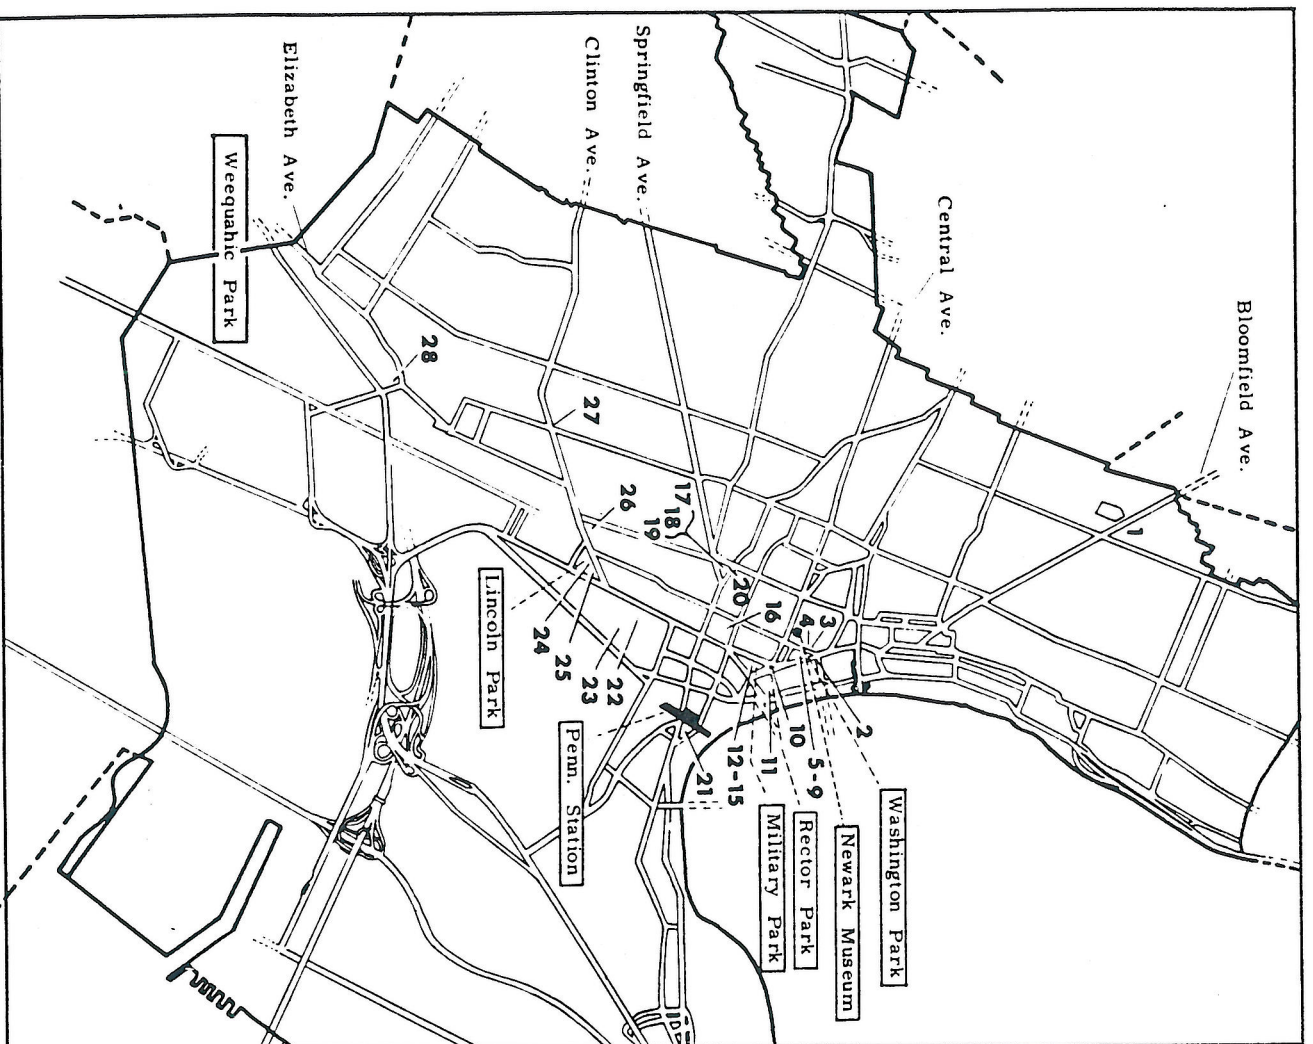 Bloomfield Ave.
Central Ave.
Springfield Ave.
Clinton Ave.
Elizabeth Ave.
Weequahic Park
Washington Park
Newark Museum
Rector Park
Military Park
Penn. Station
Lincoln Park
1
2
3
4
5-9
10
11
12-15
16
17
18
19
20
21
22
23
24
25
26
27
28